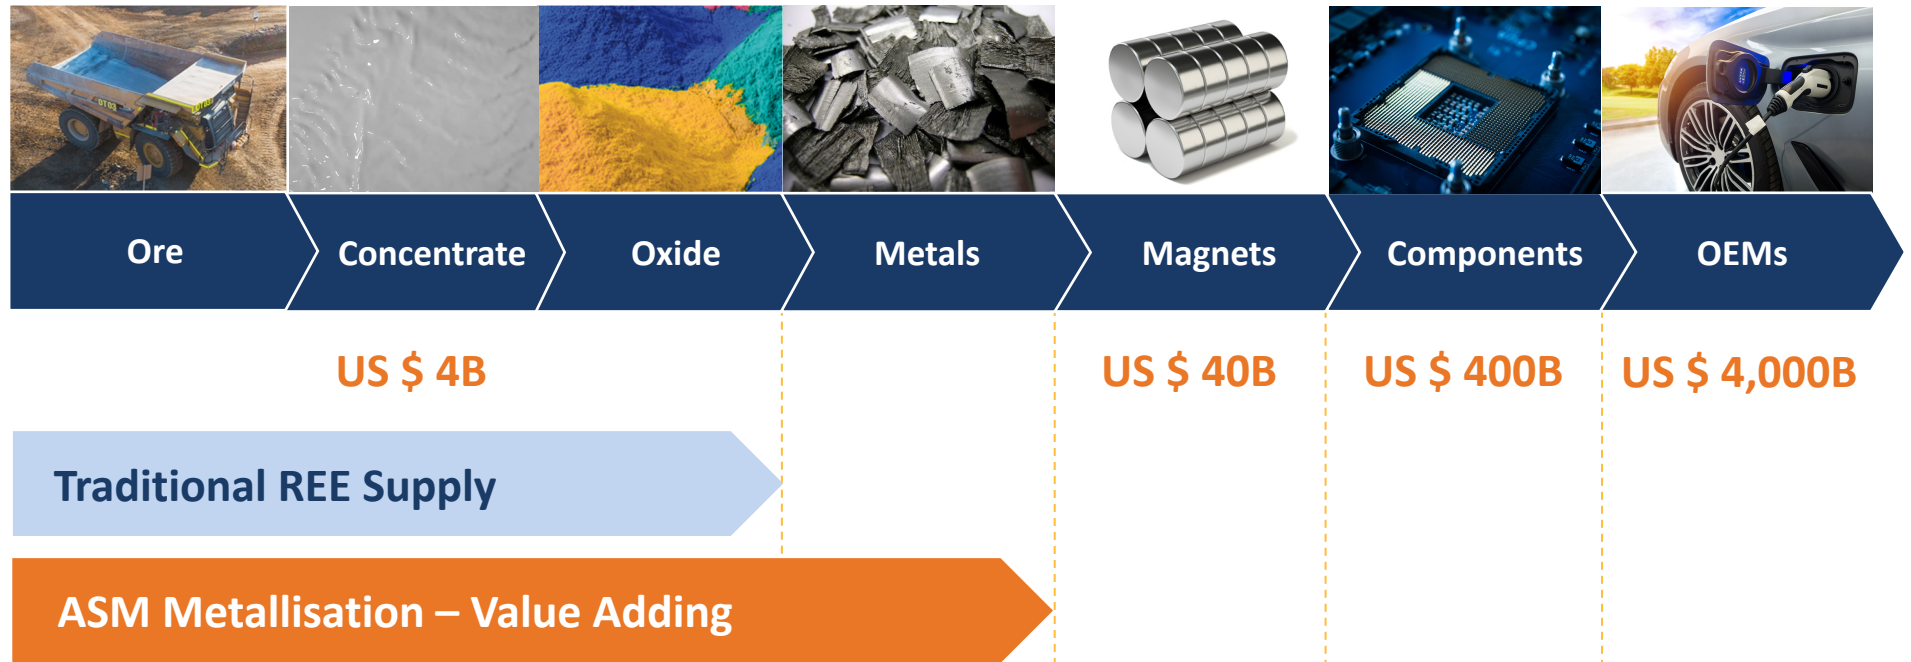 Ore
Concentrate
Oxide
Metals
Magnets
Components
OEMs
US $ 4B
US $ 40B
US $ 400B
US $ 4,000B
Traditional REE Supply
ASM Metallisation – Value Adding